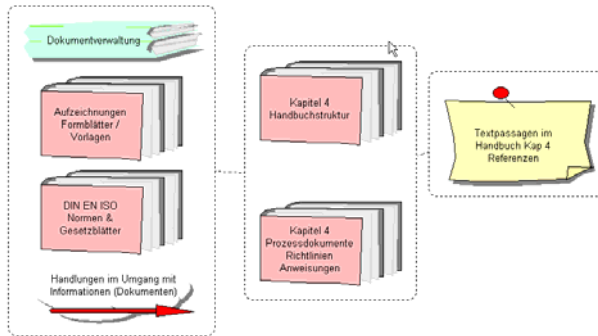 Dokumentverwaltung
Aufzeichnungen
Formblätter /
Vorlagen
DIN EN ISO
Normen &
Gesetzblätter
Handlungen im Umgang mit
Informationen (Dokumenten)
Kapitel 4
Handbuchstruktur
Kapitel 4
Prozessdokumente
Richtlinien
Anweisungen
Textpassagen im
Handbuch Kap 4
Referenzen